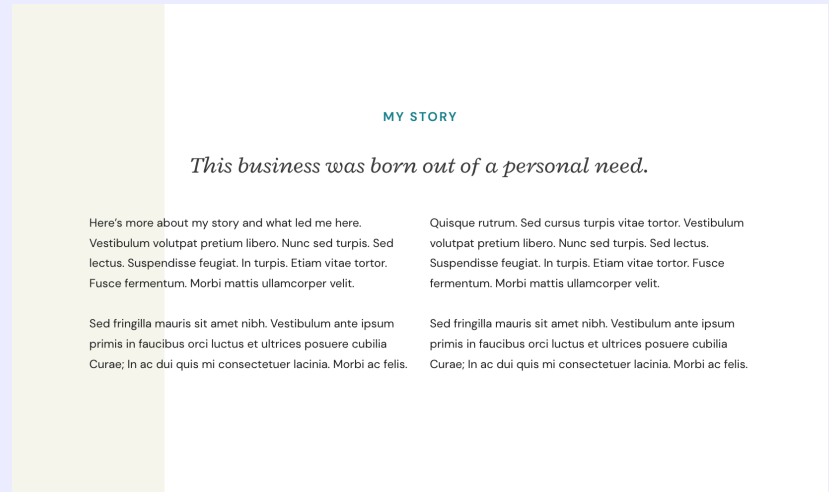 MY STORY
This business was born out of a personal need.
Here’s more about my story and what led me here.
Vestibulum volutpat pretium libero. Nunc sed turpis. Sed
lectus. Suspendisse feugiat. In turpis. Etiam vitae tortor.
Fusce fermentum. Morbi mattis ullamcorper velit.
Sed fringilla mauris sit amet nibh. Vestibulum ante ipsum
primis in faucibus orci luctus et ultrices posuere cubilia
Curae; In ac dui quis mi consectetuer lacinia. Morbi ac felis.
Quisque rutrum. Sed cursus turpis vitae tortor. Vestibulum
volutpat pretium libero. Nunc sed turpis. Sed lectus.
Suspendisse feugiat. In turpis. Etiam vitae tortor. Fusce
fermentum. Morbi mattis ullamcorper velit.
Sed fringilla mauris sit amet nibh. Vestibulum ante ipsum
primis in faucibus orci luctus et ultrices posuere cubilia
Curae; In ac dui quis mi consectetuer lacinia. Morbi ac felis.